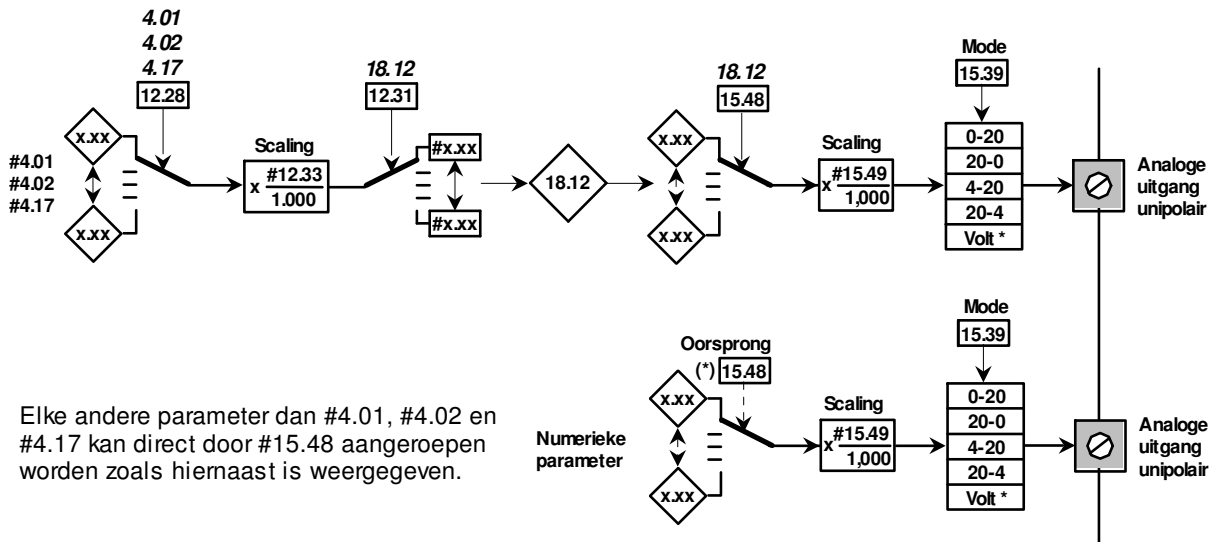 4.01
4.02
4.17
12.28
x.xx
x.xx
#4.01
#4.02
#4.17
Scaling
x #12.33
1.000
18.12
12.31
#x.xx
#x.xx
18.12
18.12
15.48
x.xx
x.xx
Scaling
x #15.49
1,000
Mode
15.39
0-20
20-0
4-20
20-4
Volt *
Analoge
uitgang
unipolair
Elke andere parameter dan #4.01, #4.02 en
#4.17 kan direct door #15.48 aangeroepen
worden zoals hiernaast is weergegeven.
Numerieke
parameter
Oorsprong
(*) 15.48
x.xx
x.xx
Scaling
x #15.49
1,000
Mode
15.39
0-20
20-0
4-20
20-4
Volt *
Analoge
uitgang
unipolair